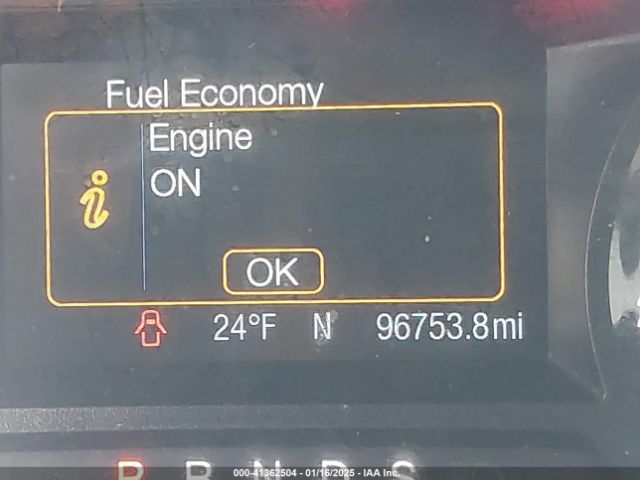 Fuel Economy
Engine
ON
OK
24°F N 96753.8mi
P R N D S
000-41362504 - 01/16/2025 - IAA Inc.